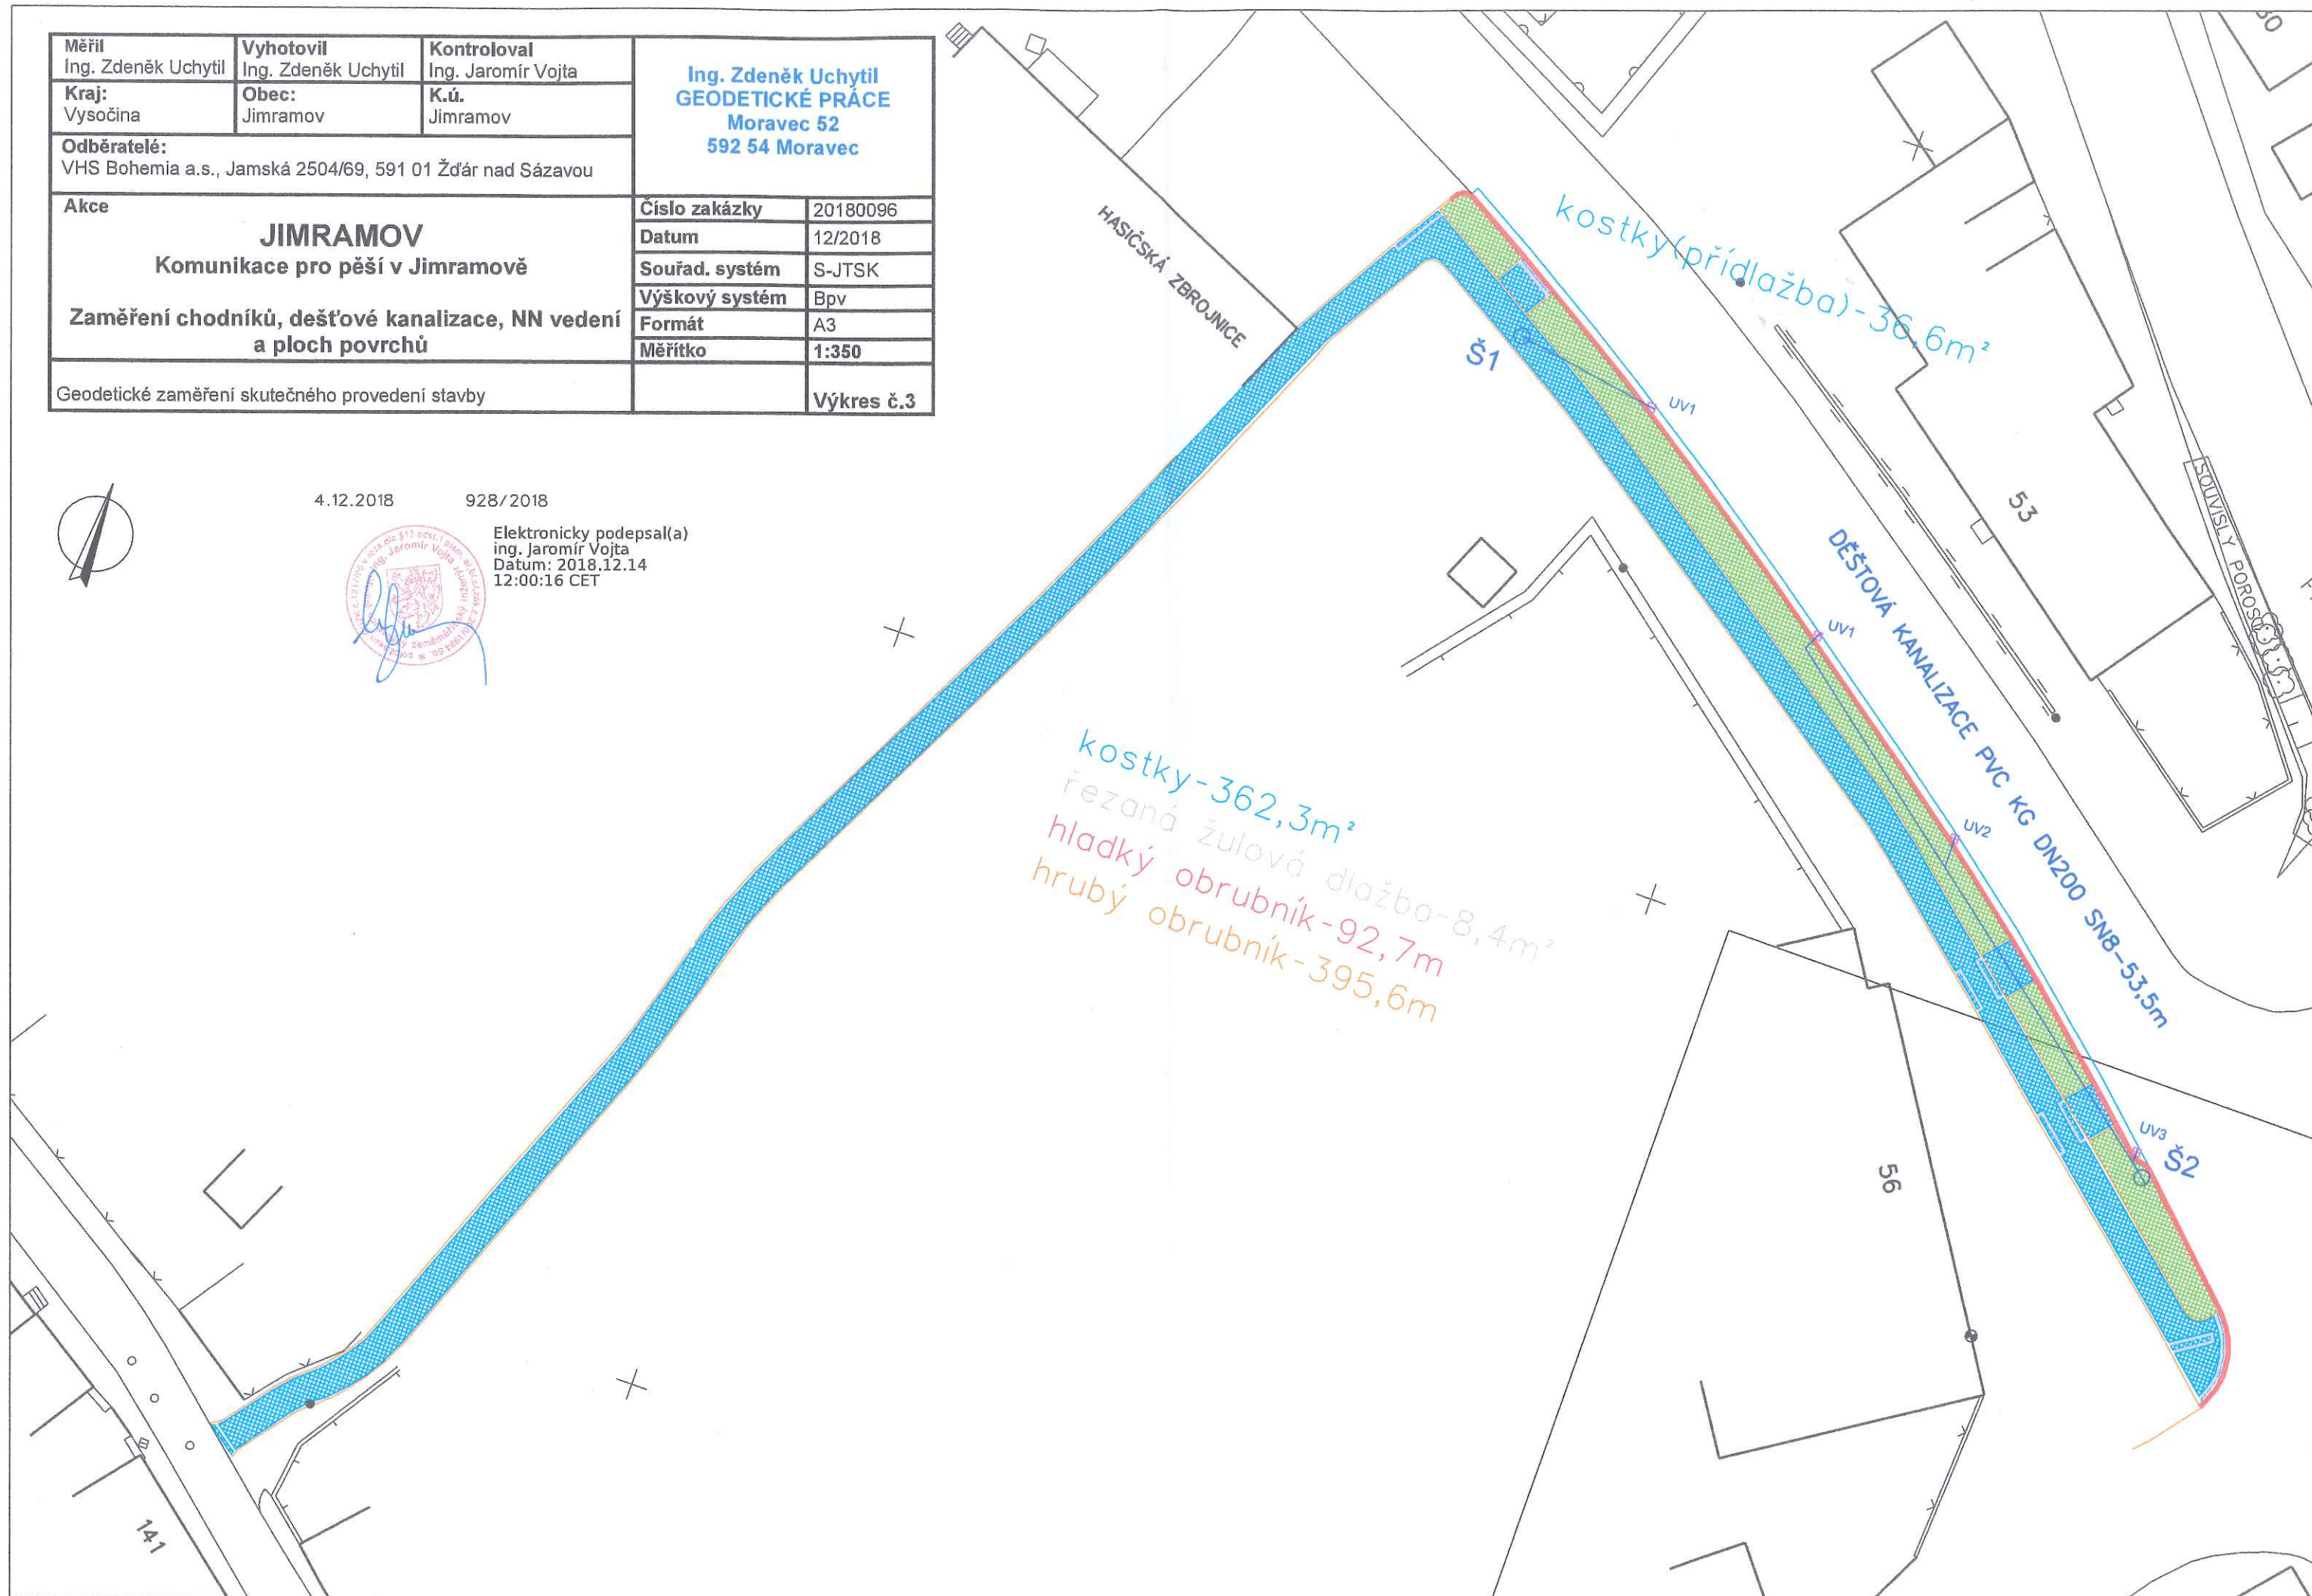 Měřil
Ing. Zdeněk Uchytil
Vyhotovil
Ing. Zdeněk Uchytil
Kontroloval
Ing. Jaromír Vojta
Kraj:
Vysočina
Obec:
Jimramov
K.ú.
Jimramov
Odběratelé:
VHS Bohemia a.s., Jamská 2504/69, 591 01 Žďár nad Sázavou
Ing. Zdeněk Uchytil
GEODETICKÉ PRÁCE
Moravec 52
592 54 Moravec
Akce
JIMRAMOV
Komunikace pro pěší v Jimramově
Zaměření chodníků, dešťové kanalizace, NN vedení
a ploch povrchů
Číslo zakázky 20180096
Datum 12/2018
Souřad. systém S-JTSK
Výškový systém Bpv
Formát A3
Měřítko 1:350
Geodetické zaměření skutečného provedení stavby
Výkres č.3
4.12.2018 928/2018
Elektronicky podepsal(a)
ing. Jaromír Vojta
Datum: 2018.12.14
12:00:16 CET
HASIČSKÁ ZBROJNICE
kostky(přídlažba)-36,6m²
Š1
UV1
53
SOUVISLÝ POROST
DĚŠTOVÁ KANALIZACE PVC KG DN200 SN8-53,5m
UV1
UV2
kostky-362,3m²
řezaná žulová dlažba-8,4m²
hladký obrubník-92,7m
hrubý obrubník-395,6m
UV3
Š2
56
141